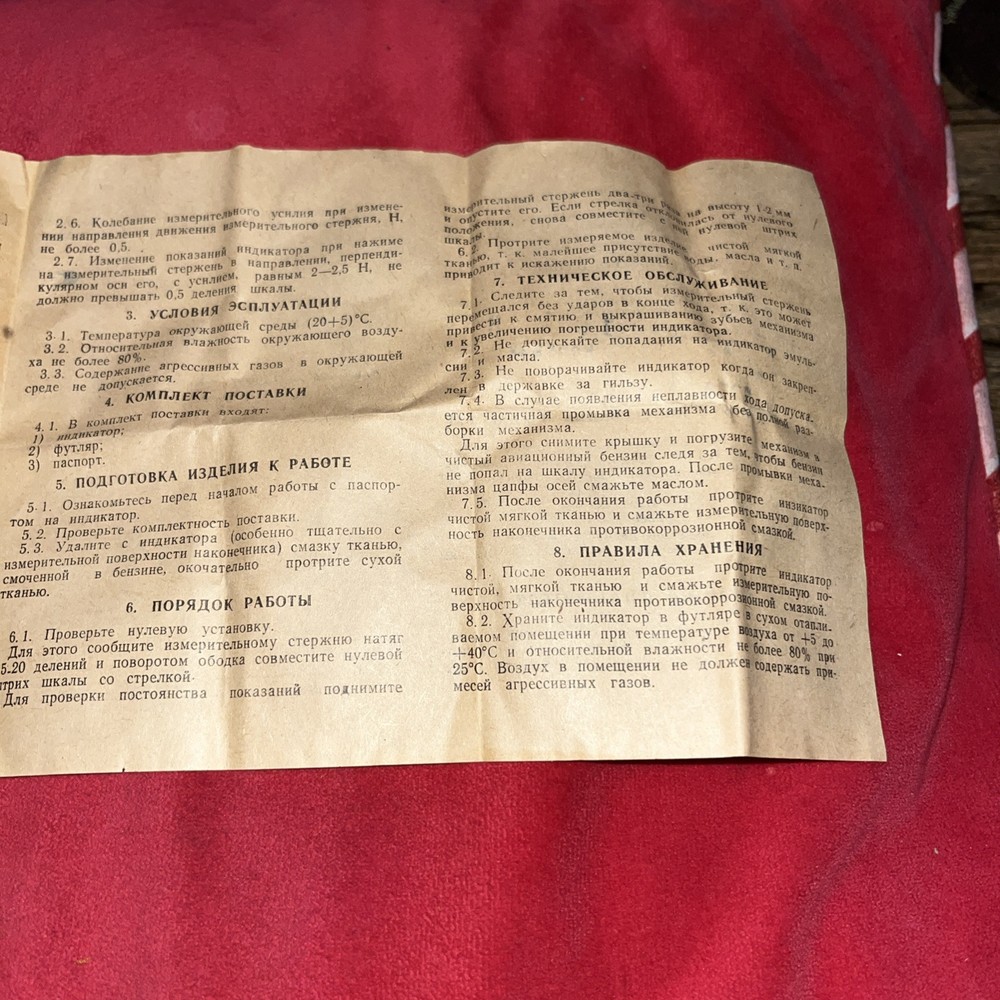 2.6. Колебание измерительного усилия при измене-
нии направления движения измерительного стержня, Н,
не более 0,5.
2.7. Изменение показаний индикатора при нажиме
на измерительный стержень в направлении, перпенди-
кулярном оси его, с усилием, равным 2—2,5 Н, не
должно превышать 0,5 деления шкалы.
3. УСЛОВИЯ ЭСПЛУАТАЦИИ
3.1. Температура окружающей среды (20+5)°С.
3.2. Относительная влажность окружающего возду-
ха не более 80%.
3.3. Содержание агрессивных газов в окружающей
среде не допускается.
4. КОМПЛЕКТ ПОСТАВКИ
4.1. В комплект поставки входят:
1) индикатор;
2) футляр;
3) паспорт.
5. ПОДГОТОВКА ИЗДЕЛИЯ К РАБОТЕ
5.1. Ознакомьтесь перед началом работы с паспор-
том на индикатор.
5.2. Проверьте комплектность поставки.
5.3. Удалите с индикатора (особенно тщательно с
измерительной поверхности наконечника) смазку тканью,
смоченной в бензине, окочательно протрите сухой
тканью.
6. ПОРЯДОК РАБОТЫ
6.1. Проверьте нулевую установку.
Для этого сообщите измерительному стержню натяг
5-20 делений и поворотом ободка совместите нулевой
трих шкалы со стрелкой.
Для проверки постоянства показаний поднимите
измерительный стержень два-три раза на высоту 1-2 мм
и опустите его. Если стрелка отклонилась от нулевого
положения, снова совместите с ней нулевой штрих
шкалы.
6.2. Протрите измеряемое изделие чистой мягкой
тканью, т. к. малейшее присутствие воды, масла и т. д.
приводит к искажению показаний.
7. ТЕХНИЧЕСКОЕ ОБСЛУЖИВАНИЕ
7.1. Следите за тем, чтобы измерительный стержень
перемещался без ударов в конце хода, т. к. это может
привести к смятию и выкрашиванию зубьев механизма
и к увеличению погрешности индикатора.
7.2. Не допускайте попадания на индикатор эмуль-
сии и масла.
7.3. Не поворачивайте индикатор когда он закреп-
лен в державке за гильзу.
7.4. В случае появления неплавности хода допуска-
ется частичная промывка механизма без полной раз-
борки механизма.
Для этого снимите крышку и погрузите механизм в
чистый авиационный бензин следя за тем, чтобы бензин
не попал на шкалу индикатора. После промывки меха-
низма цапфы осей смажьте маслом.
7.5. После окончания работы протрите инзикатор
чистой мягкой тканью и смажьте измерительную поверх-
ность наконечника противокоррозионной смазкой.
8. ПРАВИЛА ХРАНЕНИЯ
8.1. После окончания работы протрите индикатор
чистой, мягкой тканью и смажьте измерительную по-
верхность наконечника противокоррозионной смазкой.
8.2. Храните индикатор в футляре в сухом отапли-
ваемом помещении при температуре воздуха от +5 до
+40°С и относительной влажности не более 80% при
25°С. Воздух в помещении не должен содержать при-
месей агрессивных газов.